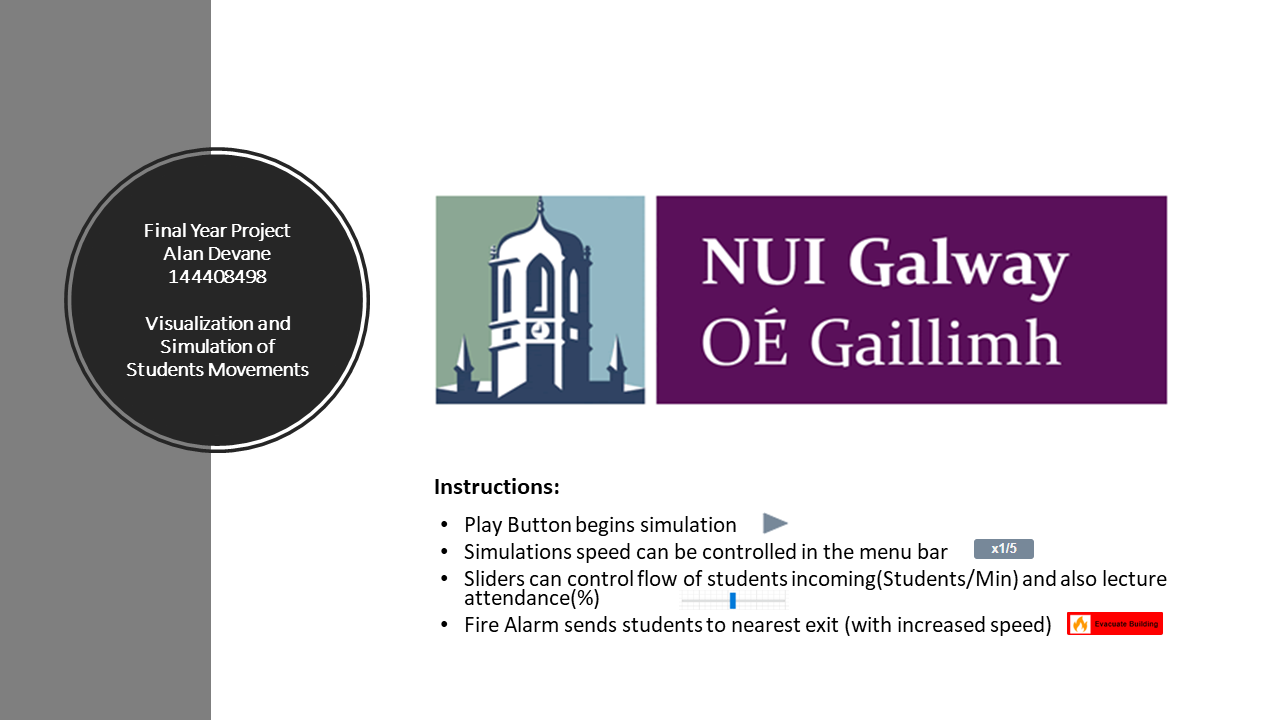 Final Year Project
Alan Devane
144408498
Visualization and
Simulation of
Students Movements
NUI Galway
OÉ Gaillimh
Instructions:
• Play Button begins simulation
• Simulations speed can be controlled in the menu bar x1/5
• Sliders can control flow of students incoming(Students/Min) and also lecture
attendance(%)
• Fire Alarm sends students to nearest exit (with increased speed) Evacuate Building